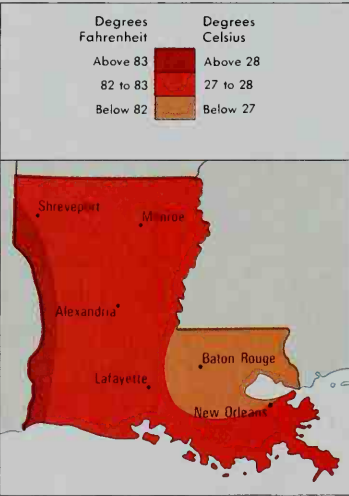 Degrees Fahrenheit
Degrees Celsius
Above 83 Above 28
82 to 83 27 to 28
Below 82 Below 27
Shreveport
Monroe
Alexandria
Baton Rouge
Lafayette
New Orleans